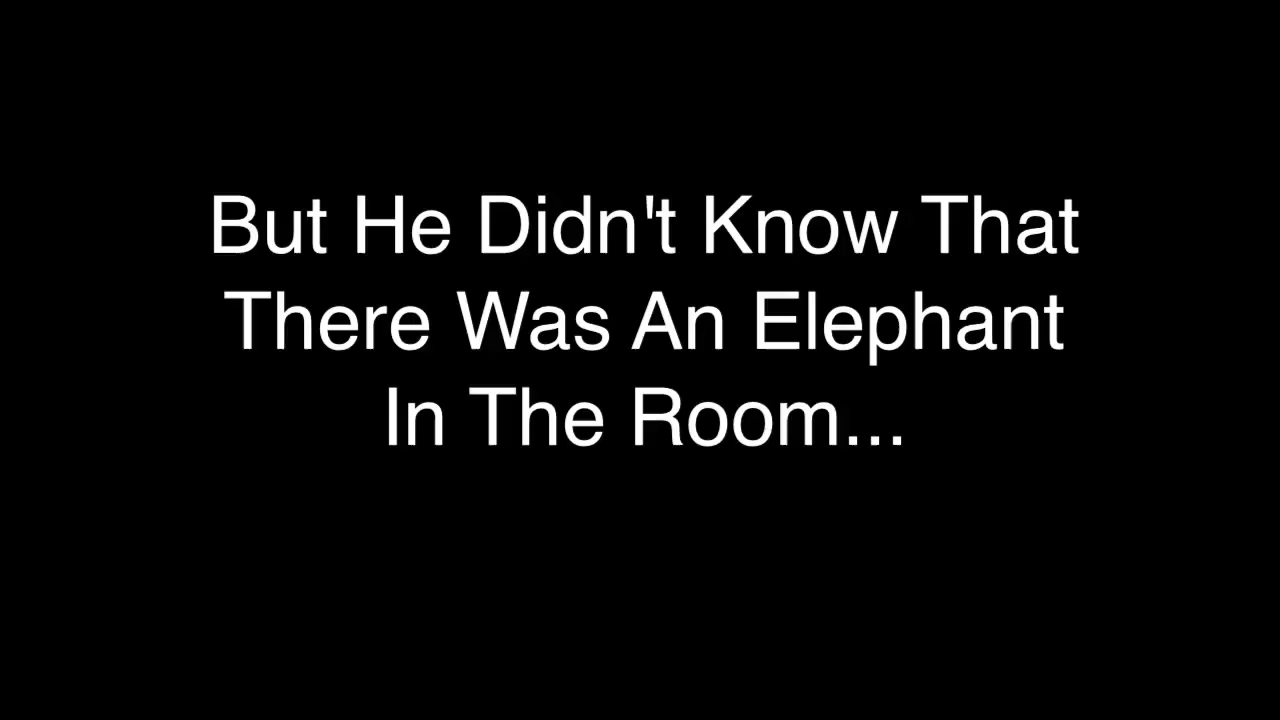 But He Didn't Know That
There Was An Elephant
In The Room...